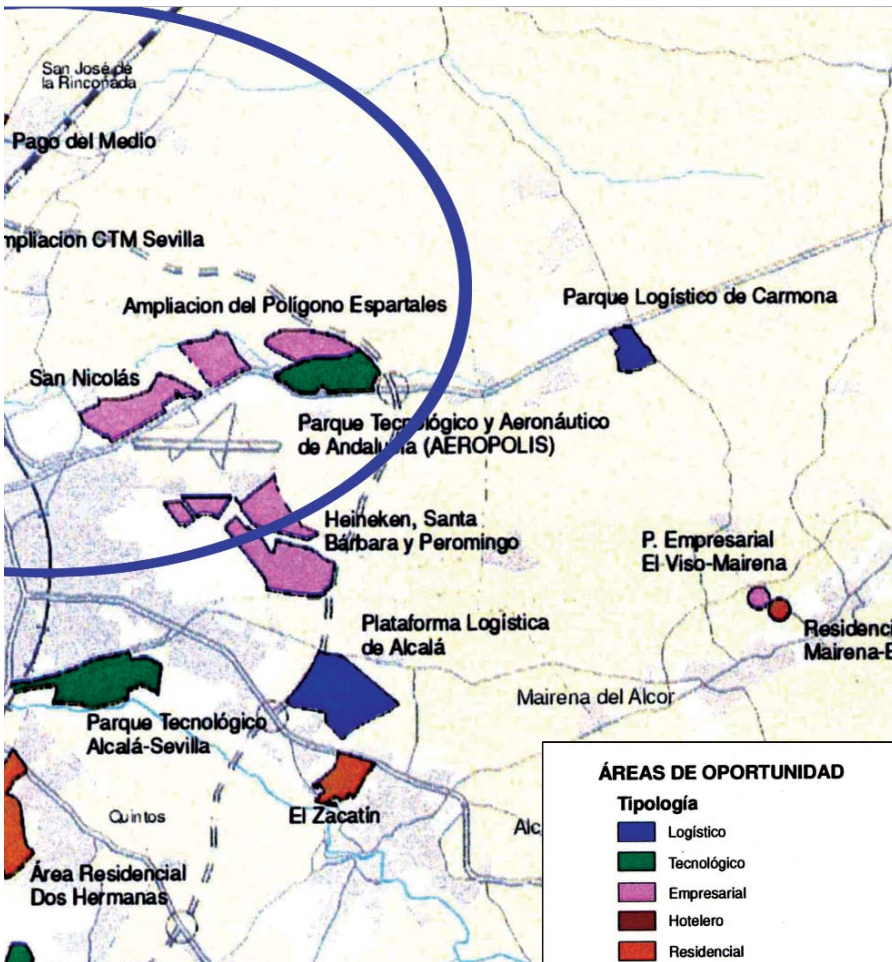 San José de
la Rinconada
Pago del Medio
mpliacion CTM Sevilla
Ampliacion del Polígono Espartales
Parque Logístico de Carmona
San Nicolás
Parque Tecnológico y Aeronáutico
de Andalucía (AEROPOLIS)
Heineken, Santa
Bárbara y Peromingo
P. Empresarial
El Viso-Mairena
Residenci
Mairena-E
Plataforma Logística
de Alcalá
Mairena del Alcor
Parque Tecnológico
Alcalá-Sevilla
El Zacatín
Quintos
Alc
Área Residencial
Dos Hermanas
ÁREAS DE OPORTUNIDAD
Tipología
Logístico
Tecnológico
Empresarial
Hotelero
Residencial